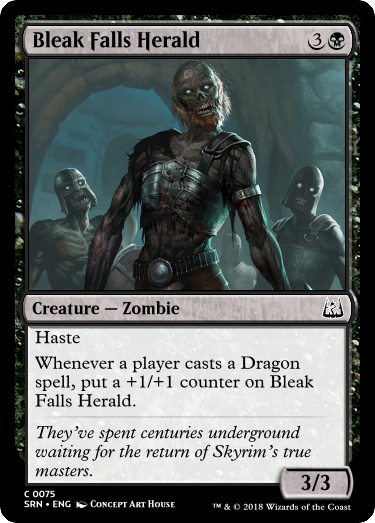 Bleak Falls Herald 3
Creature — Zombie
Haste
Whenever a player casts a Dragon
spell, put a +1/+1 counter on Bleak
Falls Herald.
They've spent centuries underground
waiting for the return of Skyrim's true
masters.
3/3
C 0075
SRN • ENG Concept Art House
™ & © 2018 Wizards of the Coast